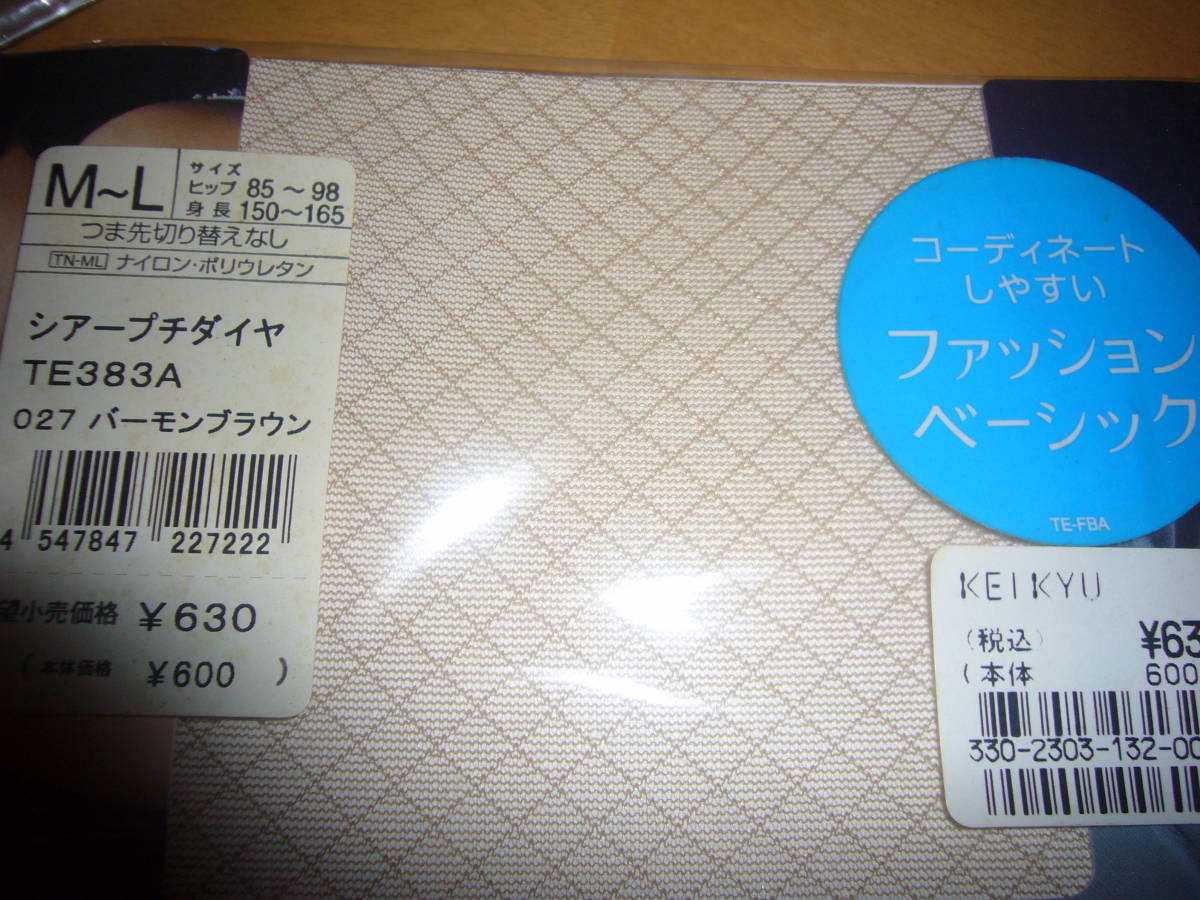 M~L
サイズ
ヒップ 85~98
身長 150~165
つま先切り替えなし
TN-ML ナイロン・ポリウレタン
シアープチダイヤ
TE383A
027 バーモンブラウン
4 547847 227222
望小売価格 ¥630
(本体価格 ¥600)
コーディネート
しやすい
ファッション
ベーシック
TE-FBA
KEIKYU
(税込) ¥63
(本体 600
330-2303-132-00